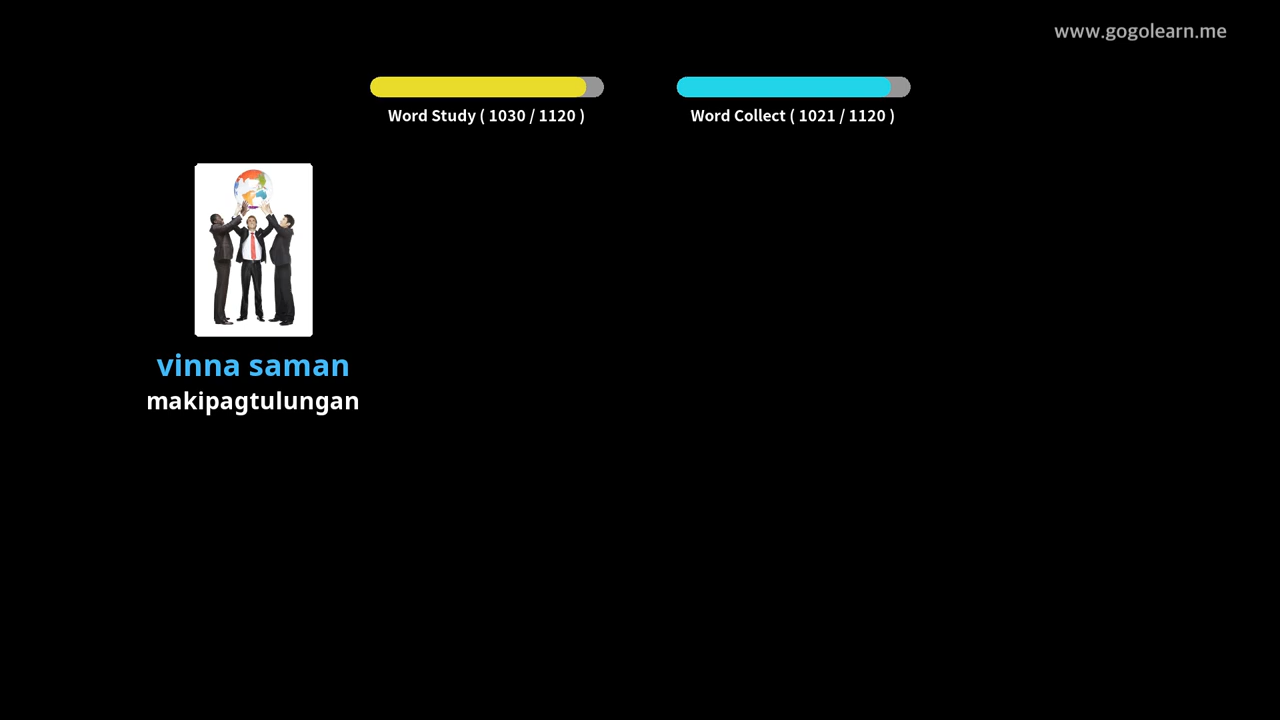 www.gogolearn.me
Word Study ( 1030 / 1120 )
Word Collect ( 1021 / 1120 )
vinna saman
makipagtulungan